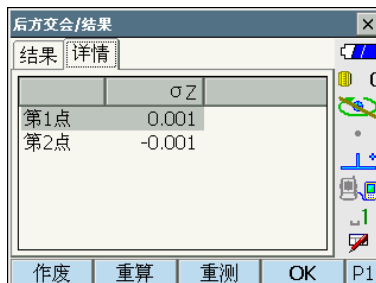 后方交会/结果
结果 详情
σZ
第1点 0.001
第2点 -0.001
作废 重算 重测 OK P1